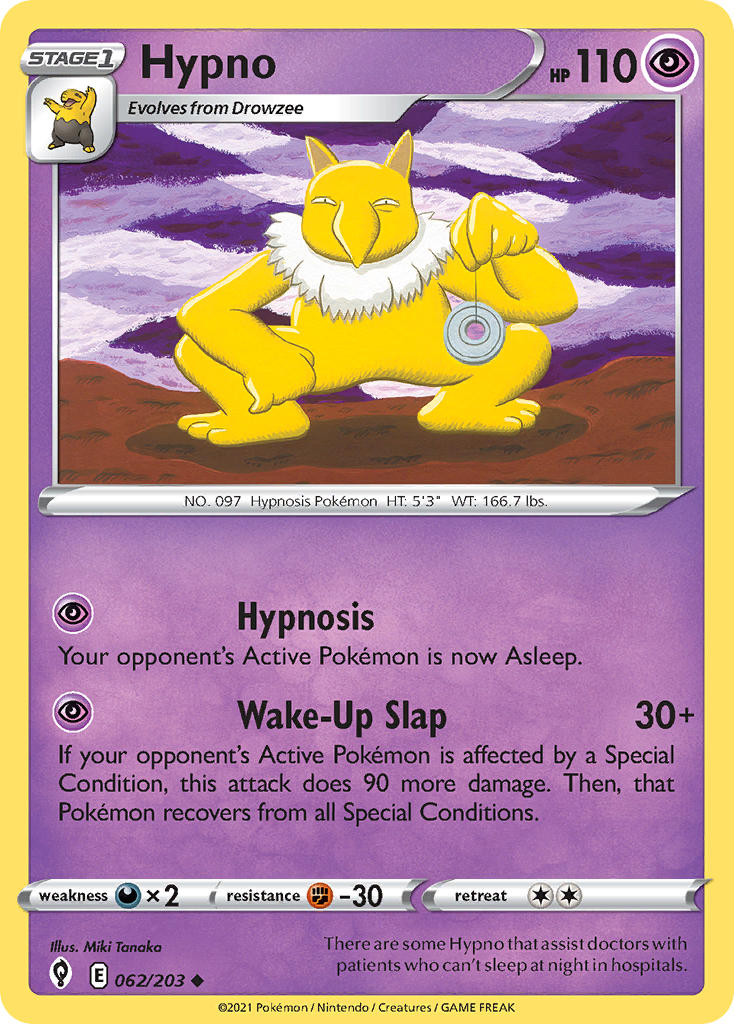 STAGE1
Hypno
HP 110
Evolves from Drowzee
NO. 097 Hypnosis Pokémon HT: 5'3" WT: 166.7 lbs.
Hypnosis
Your opponent's Active Pokémon is now Asleep.
Wake-Up Slap 30+
If your opponent's Active Pokémon is affected by a Special
Condition, this attack does 90 more damage. Then, that
Pokémon recovers from all Special Conditions.
weakness ×2 resistance -30 retreat
Illus. Miki Tanaka
There are some Hypno that assist doctors with
patients who can't sleep at night in hospitals.
E 062/203
©2021 Pokémon / Nintendo / Creatures / GAME FREAK